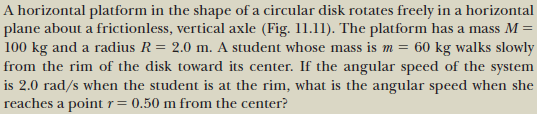 A horizontal platform in the shape of a circular disk rotates freely in a horizontal
plane about a frictionless, vertical axle (Fig. 11.11). The platform has a mass M =
100 kg and a radius R = 2.0 m. A student whose mass is m = 60 kg walks slowly
from the rim of the disk toward its center. If the angular speed of the system
is 2.0 rad/s when the student is at the rim, what is the angular speed when she
reaches a point r = 0.50 m from the center?